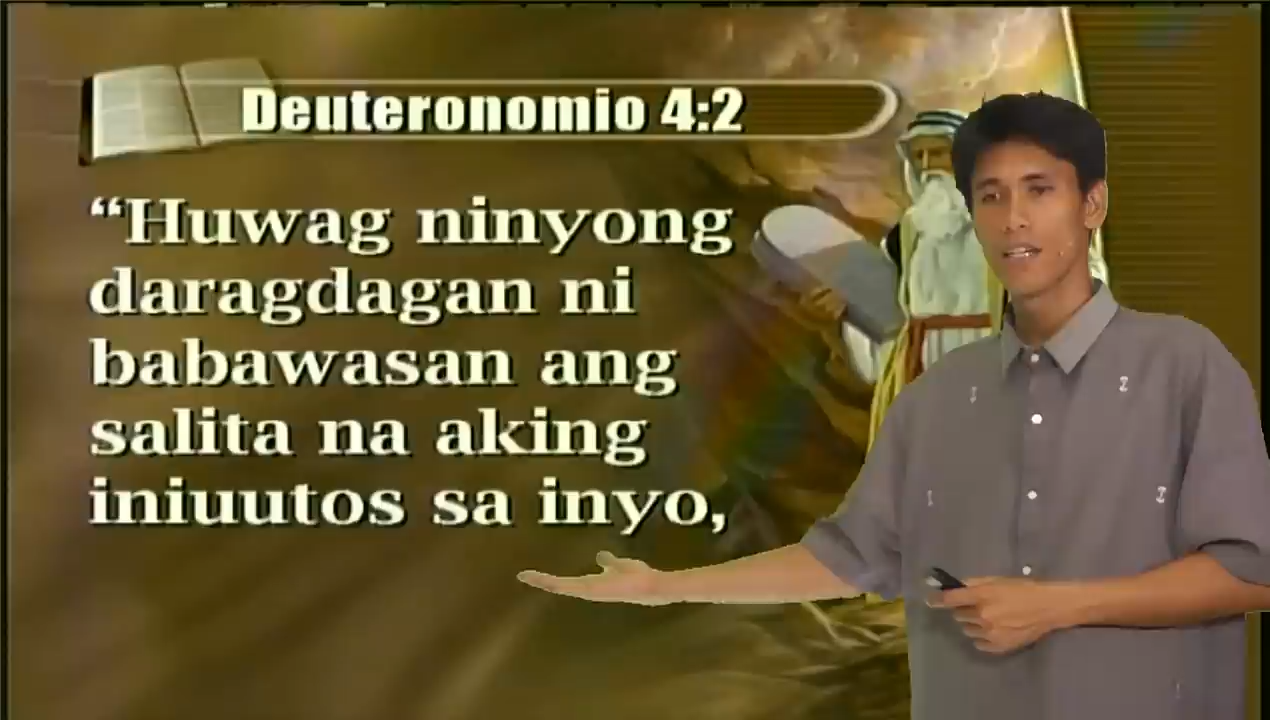 Deuteronomio 4:2
“Huwag ninyong
daragdagan ni
babawasan ang
salita na aking
iniuutos sa inyo,